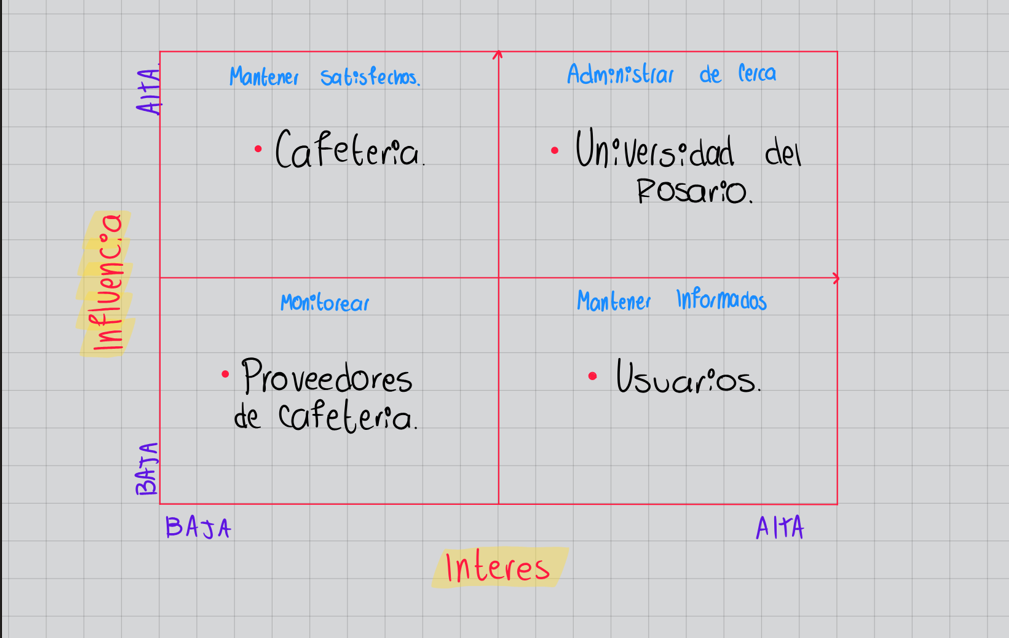 Mantener Satisfechos.
Administrar de Cerca
AltA.
• Cafeteria.
• Universidad del
Rosario.
Influencia
Monitorear
Mantener Informados
• Proveedores
de cafeteria.
• Usuarios.
BAJA
BAJA
AltA
Interes